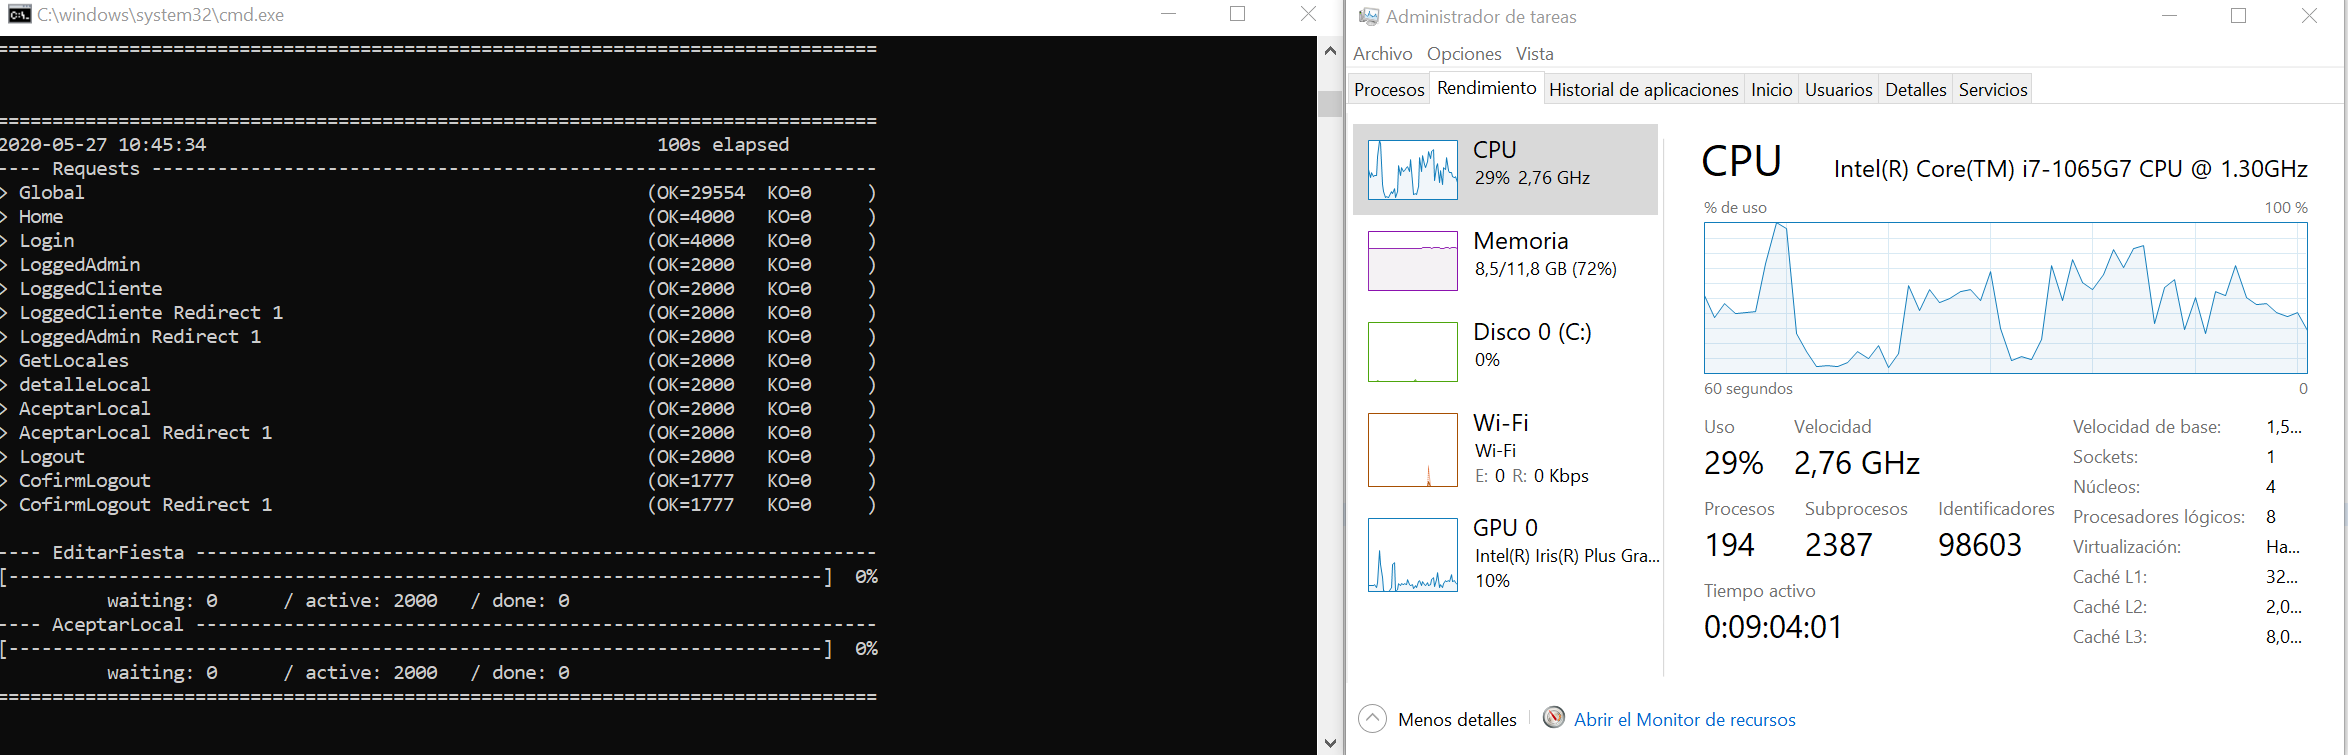 C:\windows\system32\cmd.exe
================================================================================
================================================================================
2020-05-27 10:45:34                                         100s elapsed
---- Requests ------------------------------------------------------------------
> Global                                                   (OK=29554  KO=0     )
> Home                                                     (OK=4000   KO=0     )
> Login                                                    (OK=4000   KO=0     )
> LoggedAdmin                                              (OK=2000   KO=0     )
> LoggedCliente                                            (OK=2000   KO=0     )
> LoggedCliente Redirect 1                                 (OK=2000   KO=0     )
> LoggedAdmin Redirect 1                                   (OK=2000   KO=0     )
> GetLocales                                               (OK=2000   KO=0     )
> detalleLocal                                             (OK=2000   KO=0     )
> AceptarLocal                                             (OK=2000   KO=0     )
> AceptarLocal Redirect 1                                  (OK=2000   KO=0     )
> Logout                                                   (OK=2000   KO=0     )
> CofirmLogout                                             (OK=1777   KO=0     )
> CofirmLogout Redirect 1                                  (OK=1777   KO=0     )
---- EditarFiesta --------------------------------------------------------------
[--------------------------------------------------------------------------]  0%
          waiting: 0      / active: 2000   / done: 0
---- AceptarLocal --------------------------------------------------------------
[--------------------------------------------------------------------------]  0%
          waiting: 0      / active: 2000   / done: 0
================================================================================
Administrador de tareas
Archivo Opciones Vista
Procesos Rendimiento Historial de aplicaciones Inicio Usuarios Detalles Servicios
CPU
29% 2,76 GHz
Memoria
8,5/11,8 GB (72%)
Disco 0 (C:)
0%
Wi-Fi
Wi-Fi
E: 0 R: 0 Kbps
GPU 0
Intel(R) Iris(R) Plus Gra...
10%
CPU Intel(R) Core(TM) i7-1065G7 CPU @ 1.30GHz
% de uso 100 %
60 segundos 0
Uso Velocidad
29% 2,76 GHz
Procesos Subprocesos Identificadores
194 2387 98603
Tiempo activo
0:09:04:01
Velocidad de base: 1,5...
Sockets: 1
Núcleos: 4
Procesadores lógicos: 8
Virtualización: Ha...
Caché L1: 32...
Caché L2: 2,0...
Caché L3: 8,0...
Menos detalles Abrir el Monitor de recursos